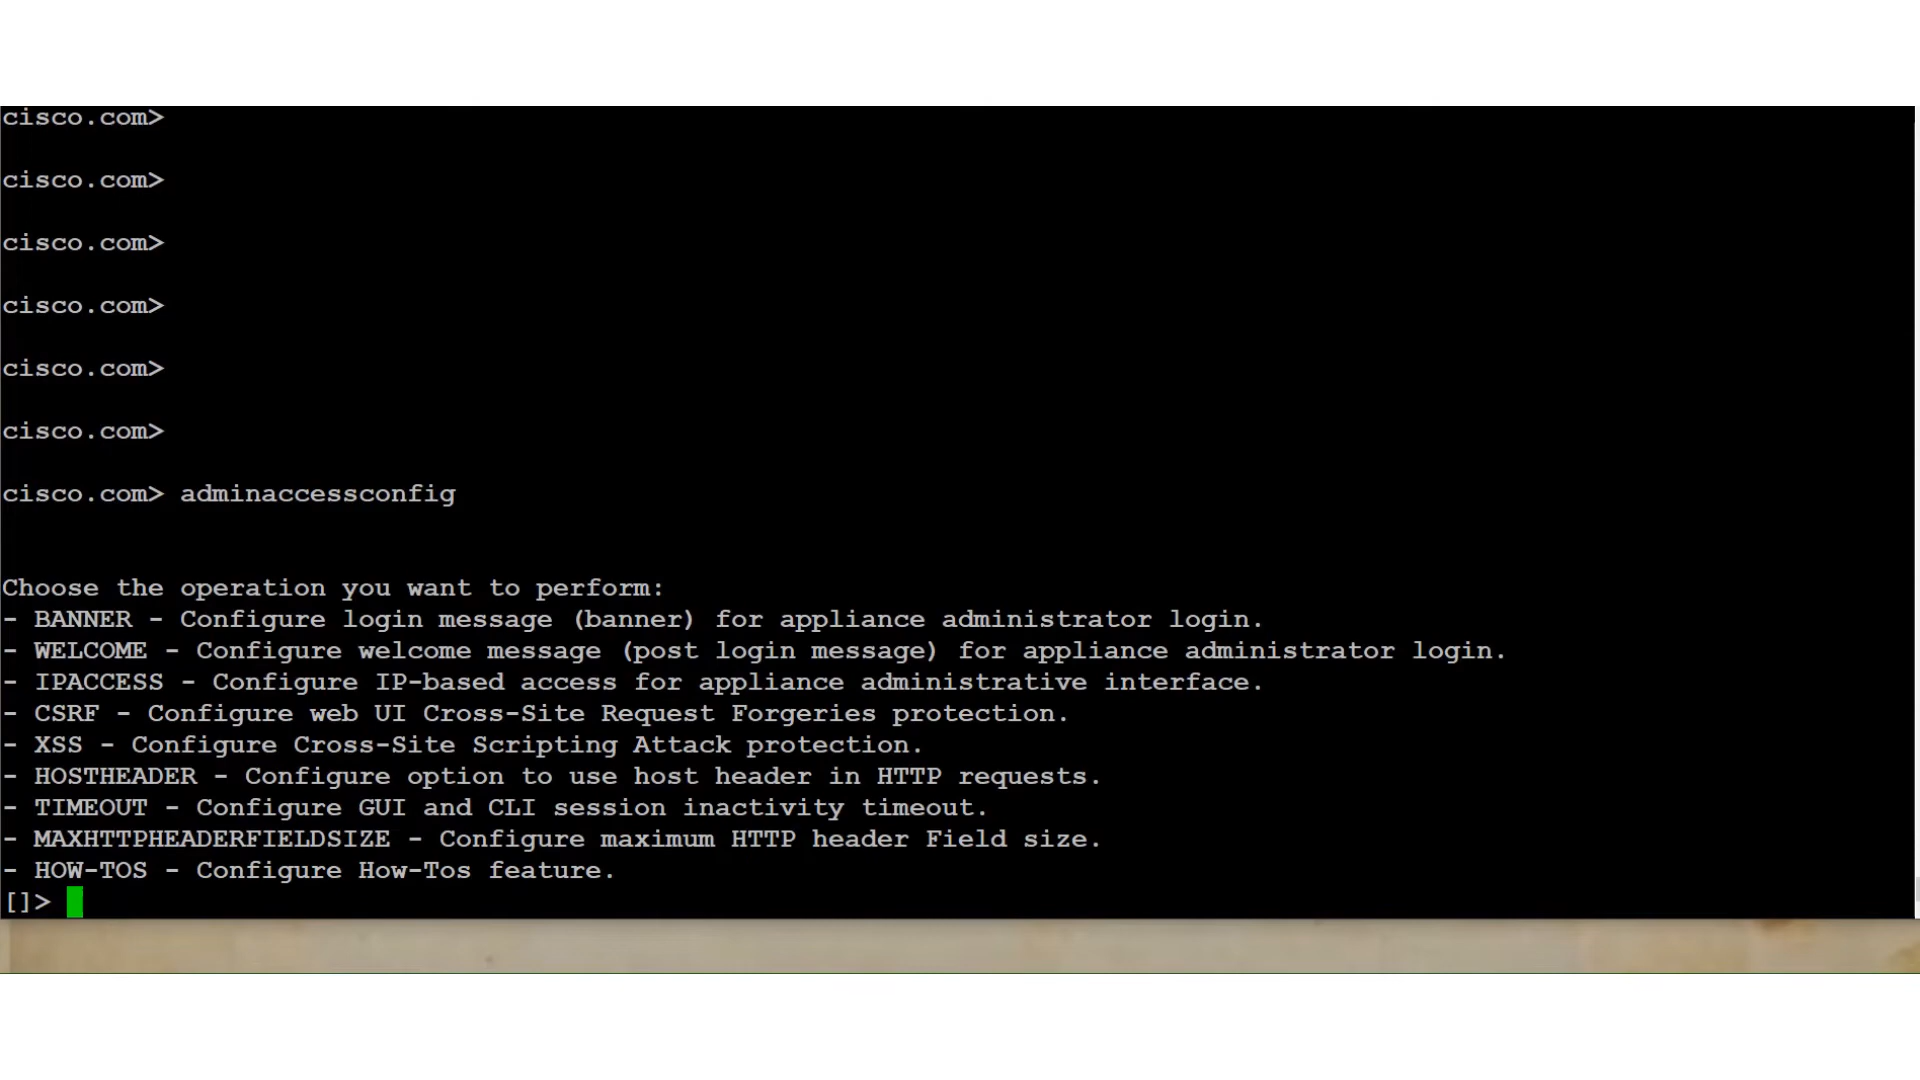 cisco.com>
cisco.com>
cisco.com>
cisco.com>
cisco.com>
cisco.com>
cisco.com> adminaccessconfig
Choose the operation you want to perform:
- BANNER - Configure login message (banner) for appliance administrator login.
- WELCOME - Configure welcome message (post login message) for appliance administrator login.
- IPACCESS - Configure IP-based access for appliance administrative interface.
- CSRF - Configure web UI Cross-Site Request Forgeries protection.
- XSS - Configure Cross-Site Scripting Attack protection.
- HOSTHEADER - Configure option to use host header in HTTP requests.
- TIMEOUT - Configure GUI and CLI session inactivity timeout.
- MAXHTTPHEADERFIELDSIZE - Configure maximum HTTP header Field size.
- HOW-TOS - Configure How-Tos feature.
[]>